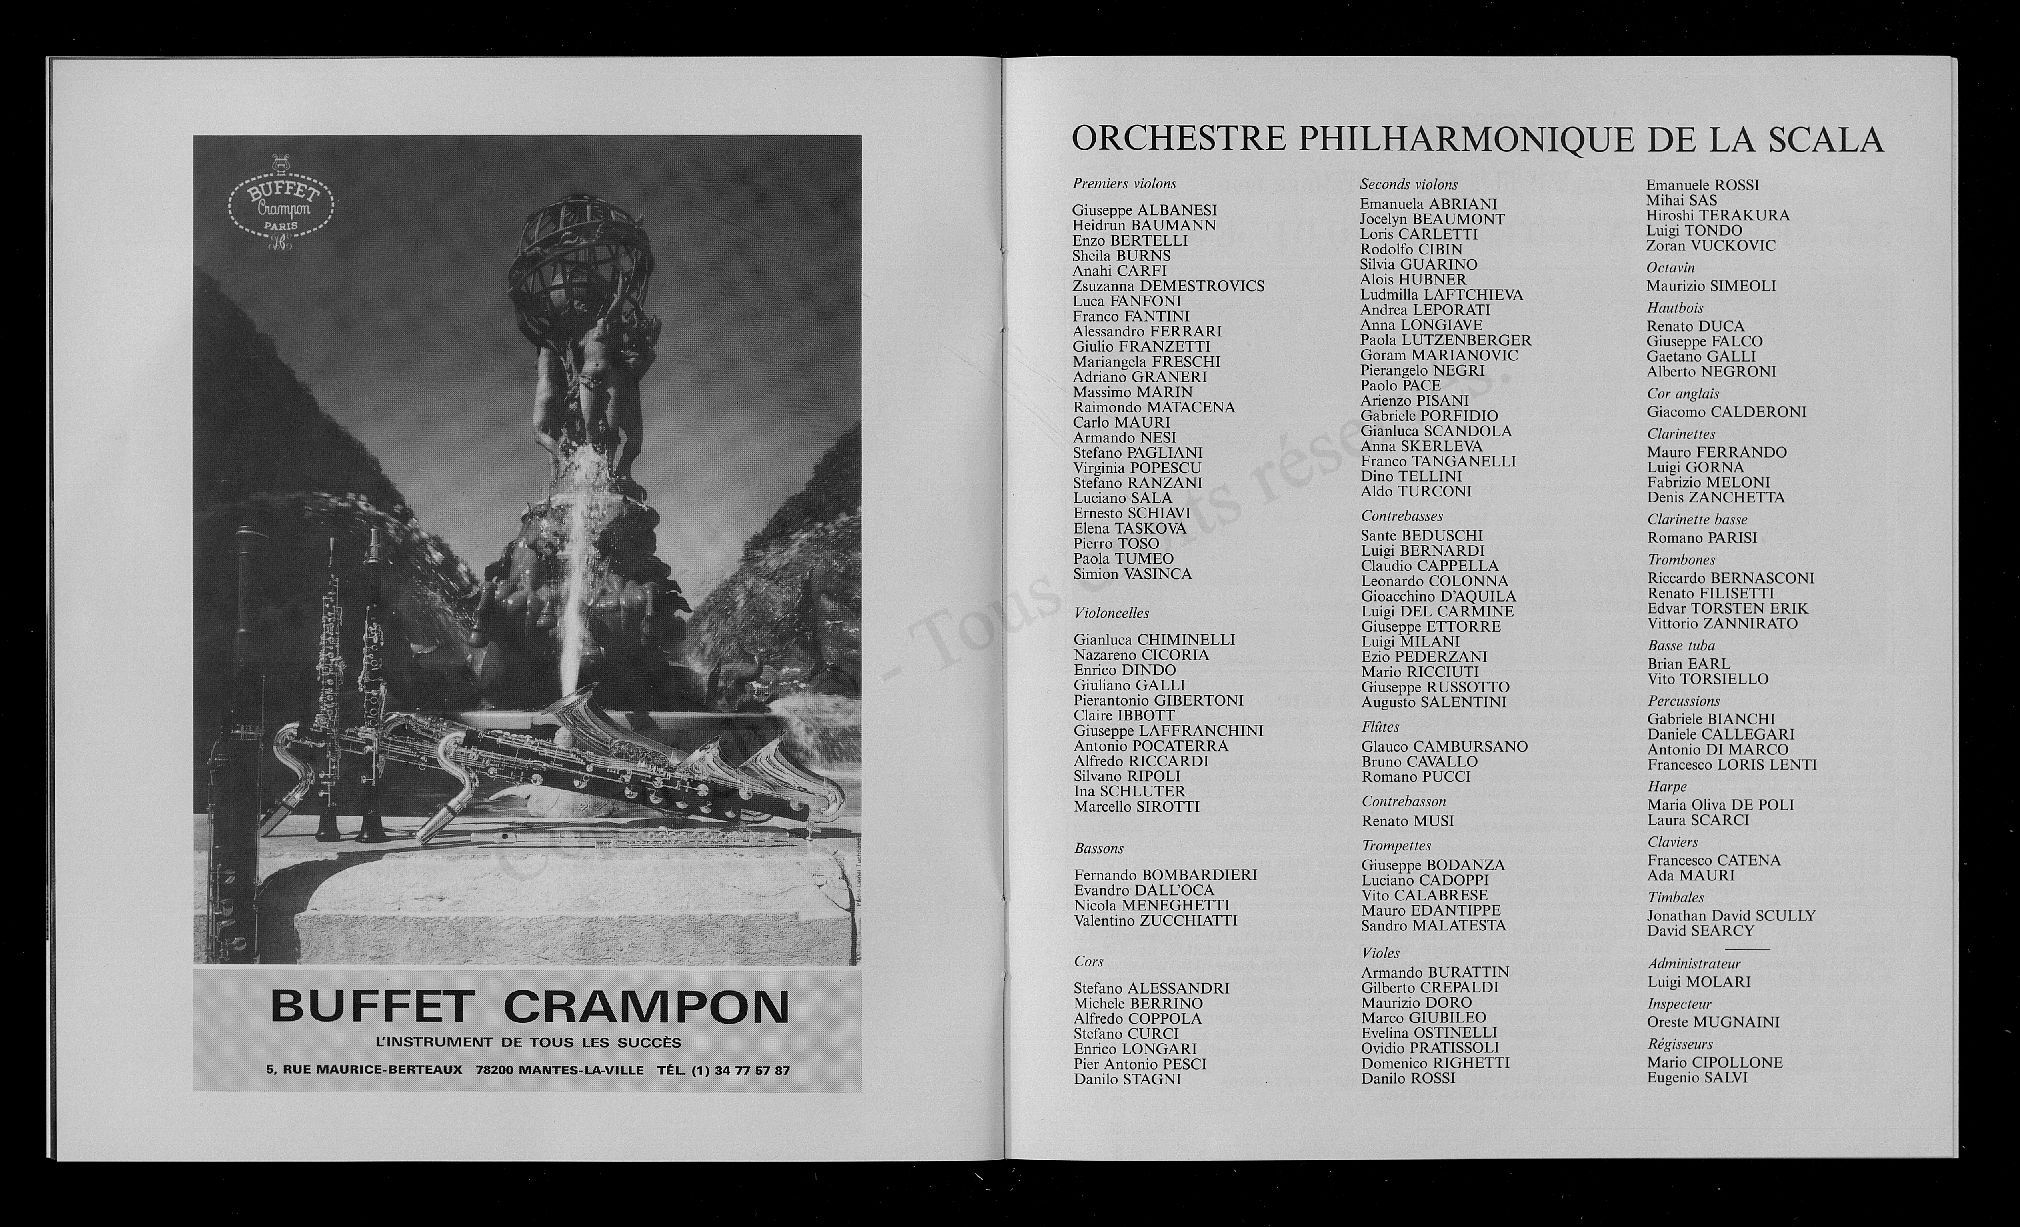 BUFFET
Crampon
PARIS
BUFFET CRAMPON
L'INSTRUMENT DE TOUS LES SUCCÈS
5, RUE MAURICE-BERTEAUX 78200 MANTES-LA-VILLE TÉL. (1) 34 77 57 87
ORCHESTRE PHILHARMONIQUE DE LA SCALA
Premiers violons
Giuseppe ALBANESI
Heidrun BAUMANN
Enzo BERTELLI
Sheila BURNS
Anahi CARFI
Zsuzanna DEMESTROVICS
Luca FANFONI
Franco FANTINI
Alessandro FERRARI
Giulio FRANZETTI
Mariangela FRESCHI
Adriano GRANERI
Massimo MARIN
Raimondo MATACENA
Carlo MAURI
Armando NESI
Stefano PAGLIANI
Virginia POPESCU
Stefano RANZANI
Luciano SALA
Ernesto SCHIAVI
Elena TASKOVA
Pierro TOSO
Paola TUMEO
Simion VASINCA
Violoncelles
Gianluca CHIMINELLI
Nazareno CICORIA
Enrico DINDO
Giuliano GALLI
Pierantonio GIBERTONI
Claire IBBOTT
Giuseppe LAFFRANCHINI
Antonio POCATERRA
Alfredo RICCARDI
Silvano RIPOLI
Ina SCHLUTER
Marcello SIROTTI
Bassons
Fernando BOMBARDIERI
Evandro DALL'OCA
Nicola MENEGHETTI
Valentino ZUCCHIATTI
Cors
Stefano ALESSANDRI
Michele BERRINO
Alfredo COPPOLA
Stefano CURCI
Enrico LONGARI
Pier Antonio PESCI
Danilo STAGNI
Seconds violons
Emanuela ABRIANI
Jocelyn BEAUMONT
Loris CARLETTI
Rodolfo CIBIN
Silvia GUARINO
Alois HUBNER
Ludmilla LAFTCHIEVA
Andrea LEPORATI
Anna LONGIAVE
Paola LUTZENBERGER
Goram MARIANOVIC
Pierangelo NEGRI
Paolo PACE
Arienzo PISANI
Gabriele PORFIDIO
Gianluca SCANDOLA
Anna SKERLEVA
Franco TANGANELLI
Dino TELLINI
Aldo TURCONI
Contrebasses
Sante BEDUSCHI
Luigi BERNARDI
Claudio CAPPELLA
Leonardo COLONNA
Gioacchino D'AQUILA
Luigi DEL CARMINE
Giuseppe ETTORRE
Luigi MILANI
Ezio PEDERZANI
Mario RICCIUTI
Giuseppe RUSSOTTO
Augusto SALENTINI
Flûtes
Glauco CAMBURSANO
Bruno CAVALLO
Romano PUCCI
Contrebasson
Renato MUSI
Trompettes
Giuseppe BODANZA
Luciano CADOPPI
Vito CALABRESE
Mauro EDANTIPPE
Sandro MALATESTA
Violes
Armando BURATTIN
Gilberto CREPALDI
Maurizio DORO
Marco GIUBILEO
Evelina OSTINELLI
Ovidio PRATISSOLI
Domenico RIGHETTI
Danilo ROSSI
Emanuele ROSSI
Mihai SAS
Hiroshi TERAKURA
Luigi TONDO
Zoran VUCKOVIC
Octavin
Maurizio SIMEOLI
Hautbois
Renato DUCA
Giuseppe FALCO
Gaetano GALLI
Alberto NEGRONI
Cor anglais
Giacomo CALDERONI
Clarinettes
Mauro FERRANDO
Luigi GORNA
Fabrizio MELONI
Denis ZANCHETTA
Clarinette basse
Romano PARISI
Trombones
Riccardo BERNASCONI
Renato FILISETTI
Edvar TORSTEN ERIK
Vittorio ZANNIRATO
Basse tuba
Brian EARL
Vito TORSIELLO
Percussions
Gabriele BIANCHI
Daniele CALLEGARI
Antonio DI MARCO
Francesco LORIS LENTI
Harpe
Maria Oliva DE POLI
Laura SCARCI
Claviers
Francesco CATENA
Ada MAURI
Timbales
Jonathan David SCULLY
David SEARCY
Administrateur
Luigi MOLARI
Inspecteur
Oreste MUGNAINI
Régisseurs
Mario CIPOLLONE
Eugenio SALVI
- Tous